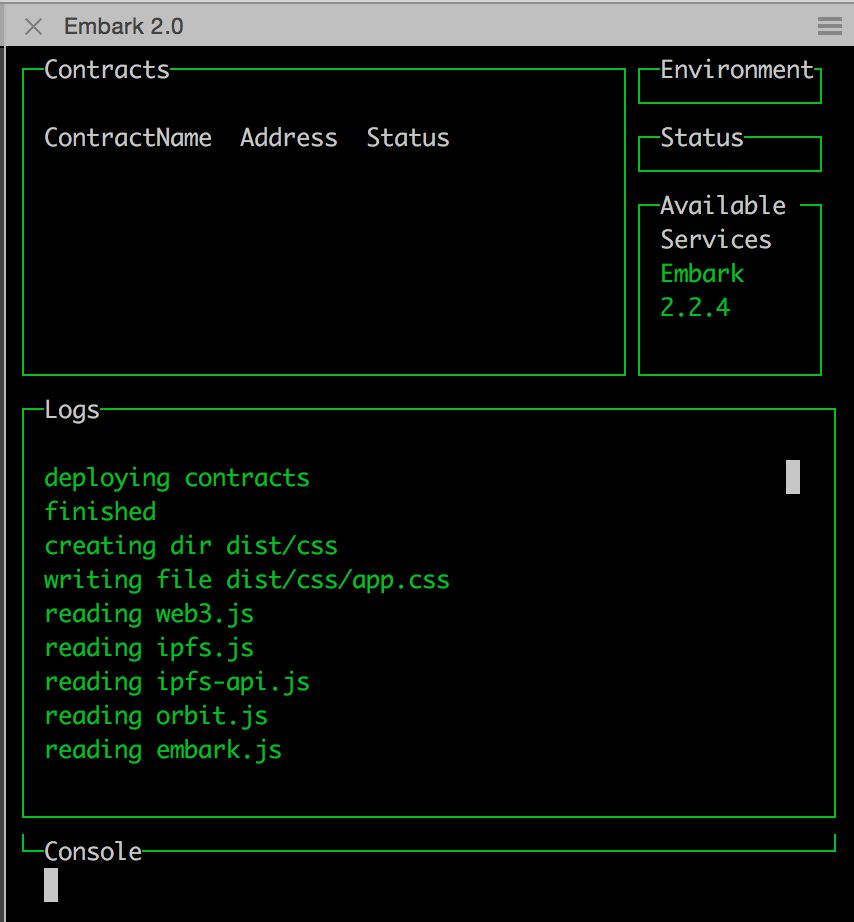 Embark 2.0
Contracts
ContractName Address Status
Environment
Status
Available
Services
Embark
2.2.4
Logs
deploying contracts
finished
creating dir dist/css
writing file dist/css/app.css
reading web3.js
reading ipfs.js
reading ipfs-api.js
reading orbit.js
reading embark.js
Console